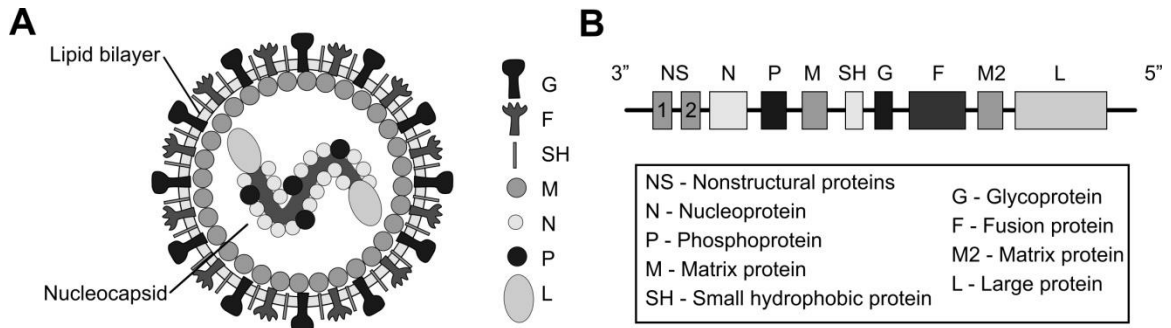 A
Lipid bilayer
Nucleocapsid
G
F
SH
M
N
P
L
B
3” NS N P M SH G F M2 L 5”
1 2
NS - Nonstructural proteins
N - Nucleoprotein
P - Phosphoprotein
M - Matrix protein
SH - Small hydrophobic protein
G - Glycoprotein
F - Fusion protein
M2 - Matrix protein
L - Large protein